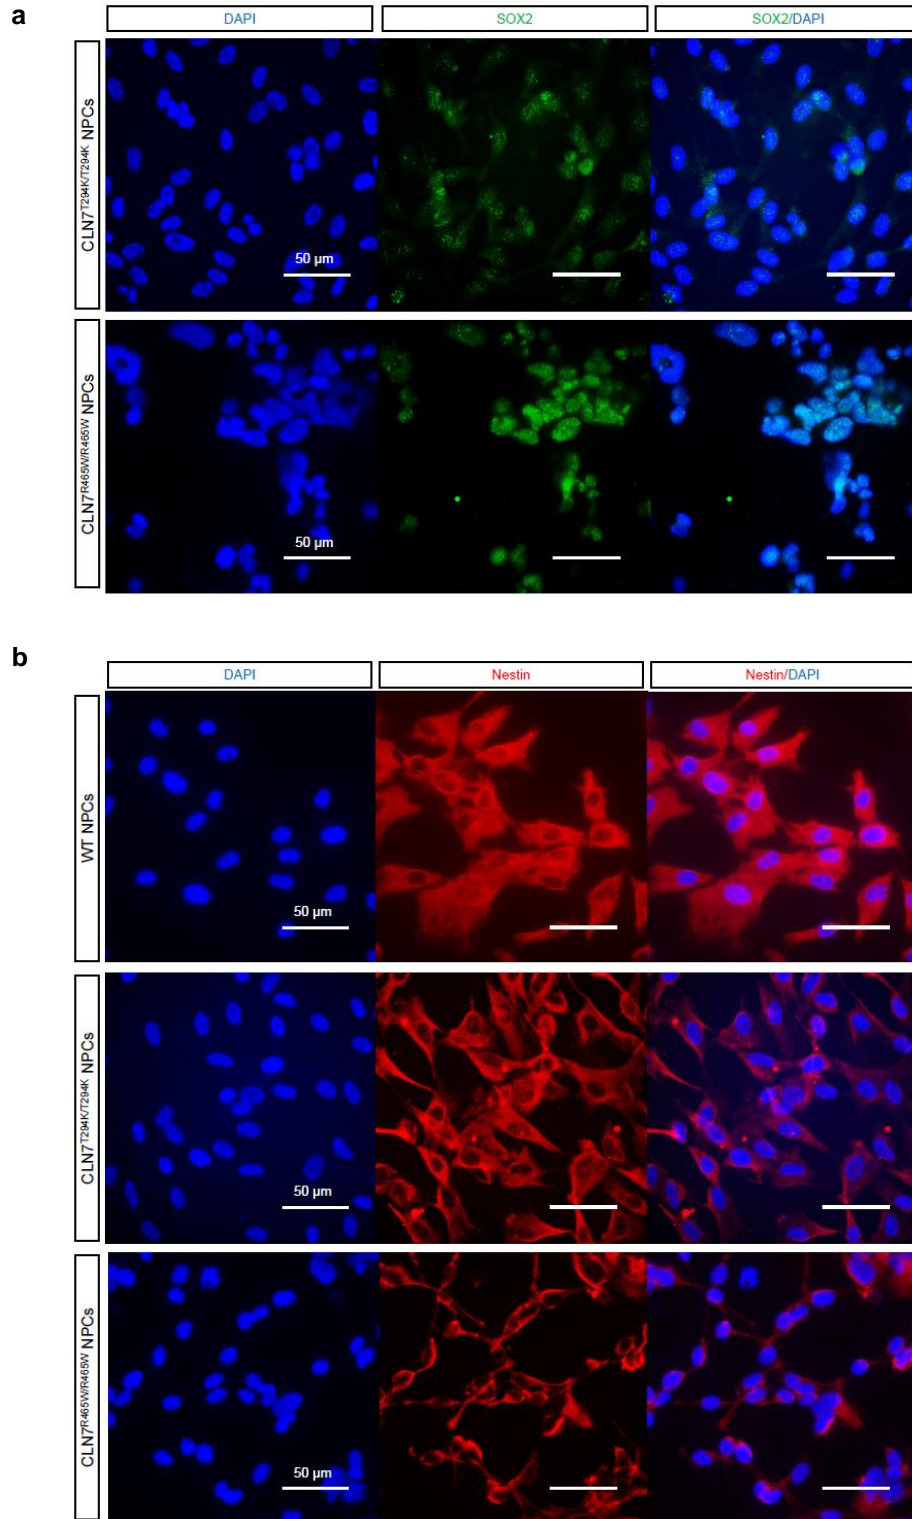 a
DAPI
SOX2
SOX2/DAPI
CLN7T294K/T294K NPCs
50 µm
CLN7R465W/R465W NPCs
50 µm
b
DAPI
Nestin
Nestin/DAPI
WT NPCs
50 µm
CLN7T294K/T294K NPCs
50 µm
CLN7R465W/R465W NPCs
50 µm